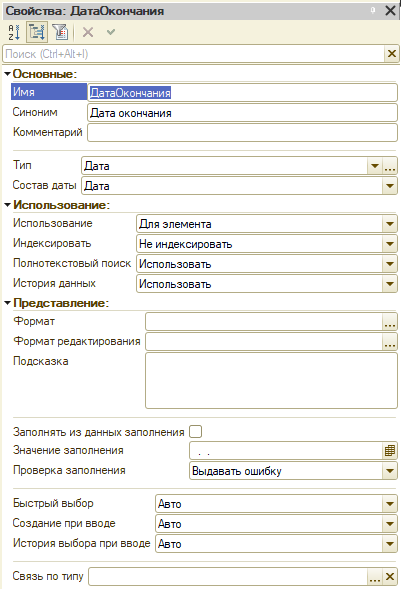 Свойства: ДатаОкончания
Поиск (Ctrl+Alt+I)
Основные:
Имя ДатаОкончания
Синоним Дата окончания
Комментарий
Тип Дата
Состав даты Дата
Использование:
Использование Для элемента
Индексировать Не индексировать
Полнотекстовый поиск Использовать
История данных Использовать
Представление:
Формат
Формат редактирования
Подсказка
Заполнять из данных заполнения
Значение заполнения . .
Проверка заполнения Выдавать ошибку
Быстрый выбор Авто
Создание при вводе Авто
История выбора при вводе Авто
Связь по типу